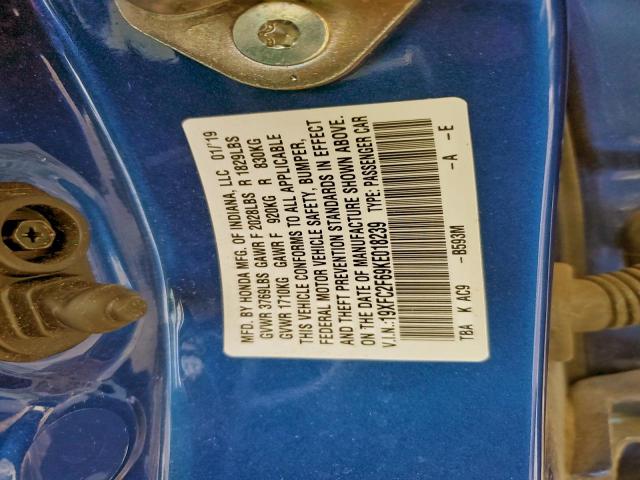 MFD. BY HONDA MFG. OF INDIANA, LLC 01/19
GVWR 3769LBS GAWR F 2028LBS R 1829LBS
GVWR 1710KG GAWR F 920KG R 830KG
THIS VEHICLE CONFORMS TO ALL APPLICABLE
FEDERAL MOTOR VEHICLE SAFETY, BUMPER,
AND THEFT PREVENTION STANDARDS IN EFFECT
ON THE DATE OF MANUFACTURE SHOWN ABOVE.
V.I.N.:19XFC2F69KE018239 TYPE: PASSENGER CAR
TBA K AC9 -B593M -A -E